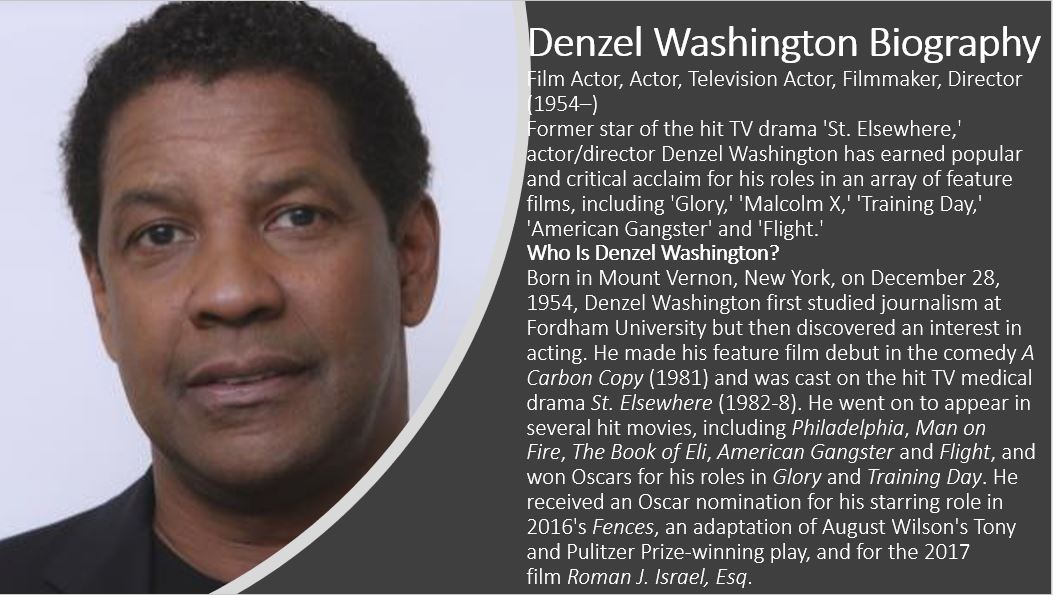 Denzel Washington Biography
Film Actor, Actor, Television Actor, Filmmaker, Director
(1954–)
Former star of the hit TV drama 'St. Elsewhere,'
actor/director Denzel Washington has earned popular
and critical acclaim for his roles in an array of feature
films, including 'Glory,' 'Malcolm X,' 'Training Day,'
'American Gangster' and 'Flight.'
Who Is Denzel Washington?
Born in Mount Vernon, New York, on December 28,
1954, Denzel Washington first studied journalism at
Fordham University but then discovered an interest in
acting. He made his feature film debut in the comedy A
Carbon Copy (1981) and was cast on the hit TV medical
drama St. Elsewhere (1982-8). He went on to appear in
several hit movies, including Philadelphia, Man on
Fire, The Book of Eli, American Gangster and Flight, and
won Oscars for his roles in Glory and Training Day. He
received an Oscar nomination for his starring role in
2016's Fences, an adaptation of August Wilson's Tony
and Pulitzer Prize-winning play, and for the 2017
film Roman J. Israel, Esq.